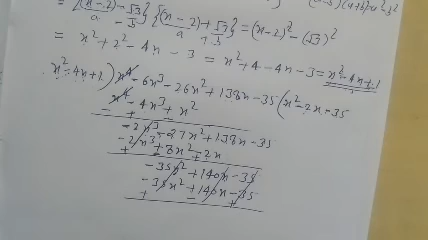 = [(x-2)-√3] {(x-2)+√3} = (x-2)² - (√3)²
a - b a + b
= x² + 2² - 4x - 3 = x² + 4 - 4x - 3 = x² - 4x + 1
x² - 4x + 1 ) x⁴ - 6x³ - 26x² + 138x - 35 ( x² - 2x - 35
x⁴ - 4x³ + x²
- + -
-2x³ - 27x² + 138x - 35
-2x³ + 8x² - 2x
+ - +
-35x² + 140x - 35
-35x² + 140x - 35
+ - +